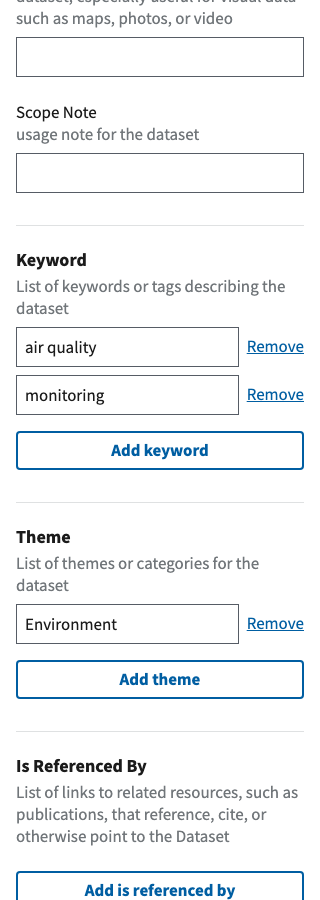 dataset, especially useful for visual data
such as maps, photos, or video
Scope Note
usage note for the dataset
Keyword
List of keywords or tags describing the
dataset
air quality
Remove
monitoring
Remove
Add keyword
Theme
List of themes or categories for the
dataset
Environment
Remove
Add theme
Is Referenced By
List of links to related resources, such as
publications, that reference, cite, or
otherwise point to the Dataset
Add is referenced by